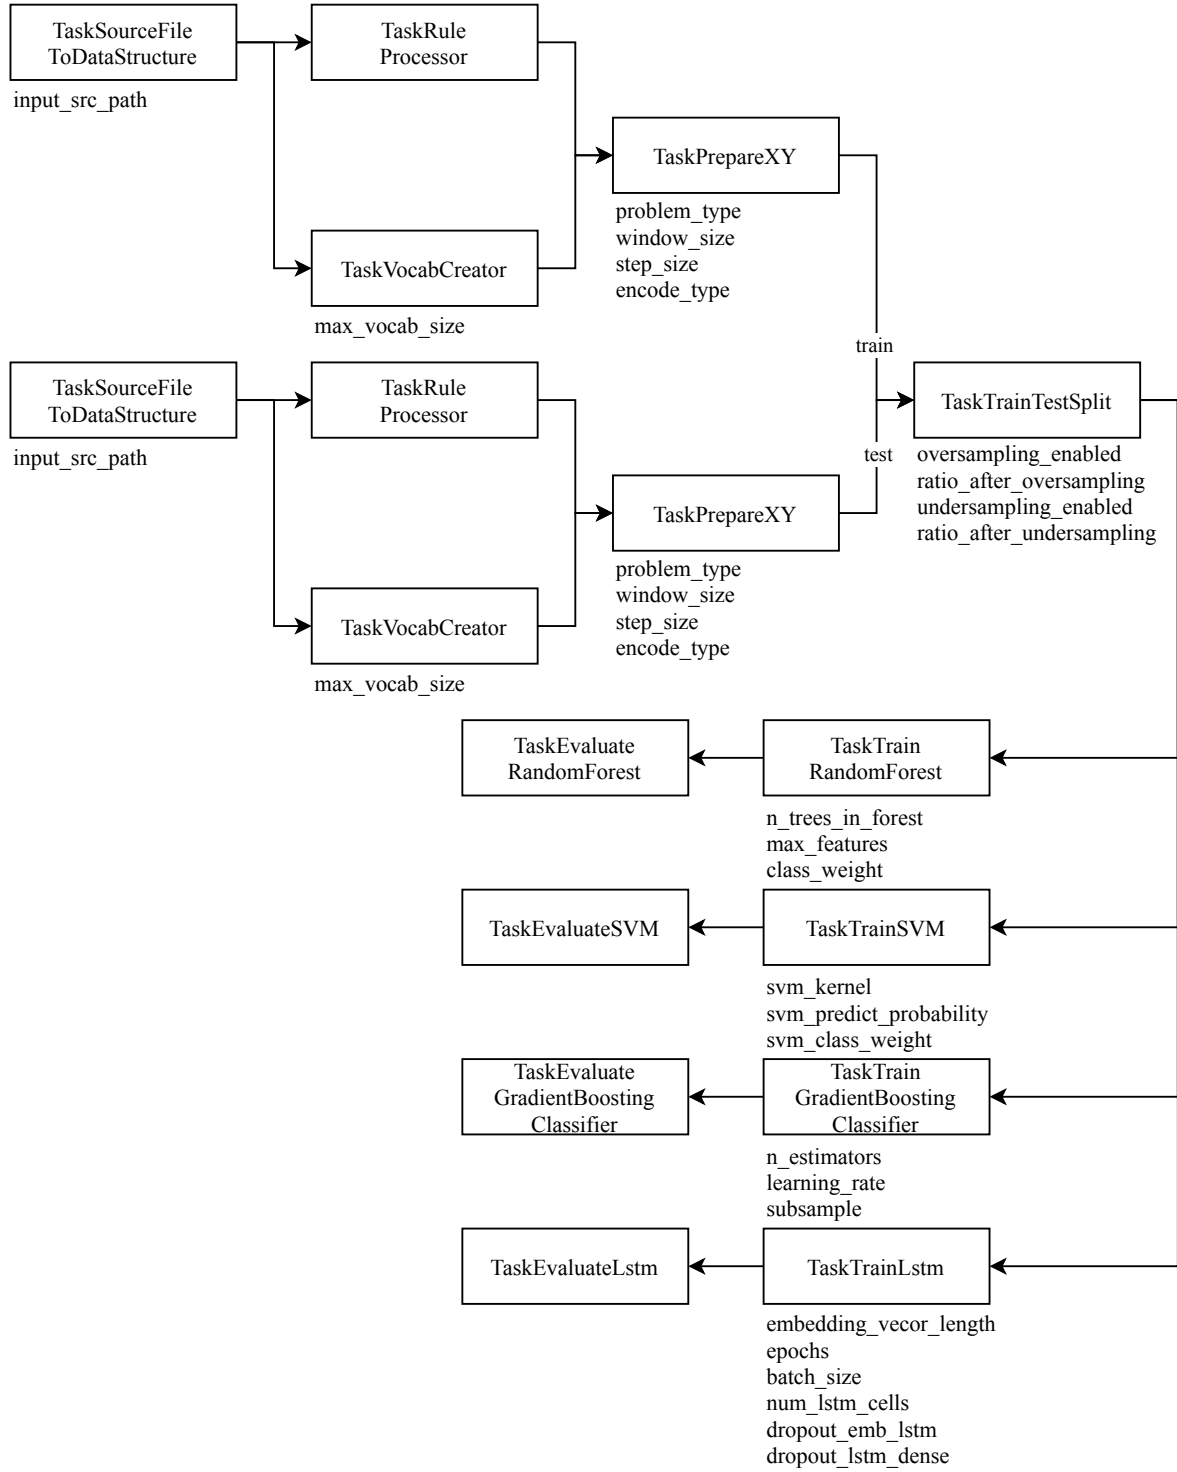 TaskSourceFile
ToDataStructure
input_src_path
TaskRule
Processor
TaskVocabCreator
max_vocab_size
TaskPrepareXY
problem_type
window_size
step_size
encode_type
train
TaskSourceFile
ToDataStructure
input_src_path
TaskRule
Processor
TaskVocabCreator
max_vocab_size
TaskPrepareXY
problem_type
window_size
step_size
encode_type
test
TaskTrainTestSplit
oversampling_enabled
ratio_after_oversampling
undersampling_enabled
ratio_after_undersampling
TaskEvaluate
RandomForest
TaskTrain
RandomForest
n_trees_in_forest
max_features
class_weight
TaskEvaluateSVM
TaskTrainSVM
svm_kernel
svm_predict_probability
svm_class_weight
TaskEvaluate
GradientBoosting
Classifier
TaskTrain
GradientBoosting
Classifier
n_estimators
learning_rate
subsample
TaskEvaluateLstm
TaskTrainLstm
embedding_vecor_length
epochs
batch_size
num_lstm_cells
dropout_emb_lstm
dropout_lstm_dense